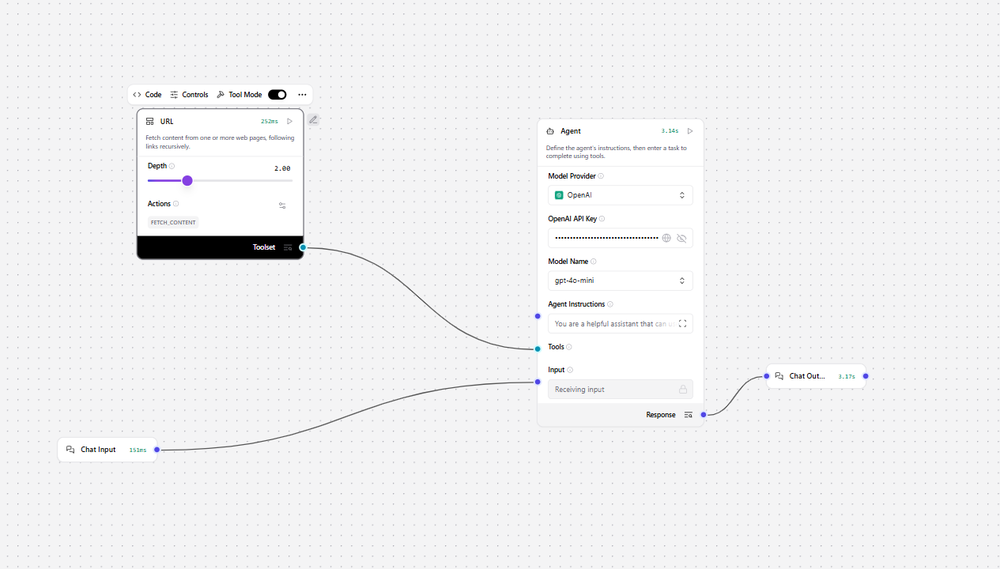 Code Controls Tool Mode
URL 252ms
Fetch content from one or more web pages, following
links recursively.
Depth 2.00
Actions
FETCH_CONTENT
Toolset
Agent 3.14s
Define the agent's instructions, then enter a task to
complete using tools.
Model Provider
OpenAI
OpenAI API Key
••••••••••••••••••••••••••••••••••
Model Name
gpt-4o-mini
Agent Instructions
You are a helpful assistant that can
Tools
Input
Receiving input
Response
Chat Out... 3.17s
Chat Input 151ms